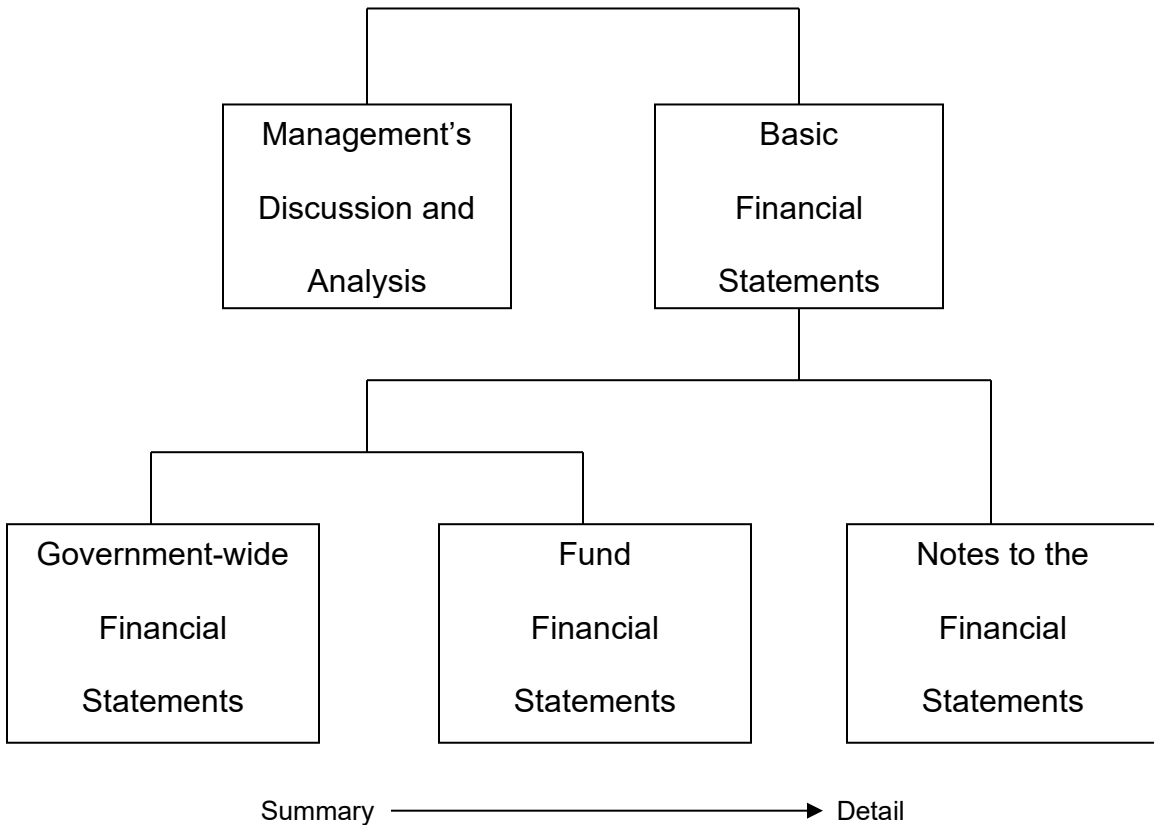 Management’s
Discussion and
Analysis
Basic
Financial
Statements
Government-wide
Financial
Statements
Fund
Financial
Statements
Notes to the
Financial
Statements
Summary
Detail